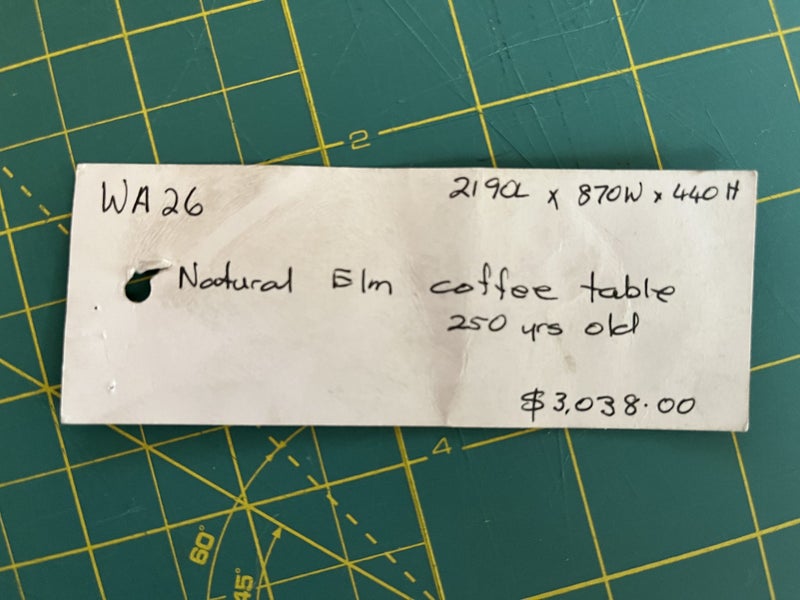 WA26
2190L x 870W x 440H
Natural Elm coffee table
250 yrs old
$3,038.00
2
4
60°
45°